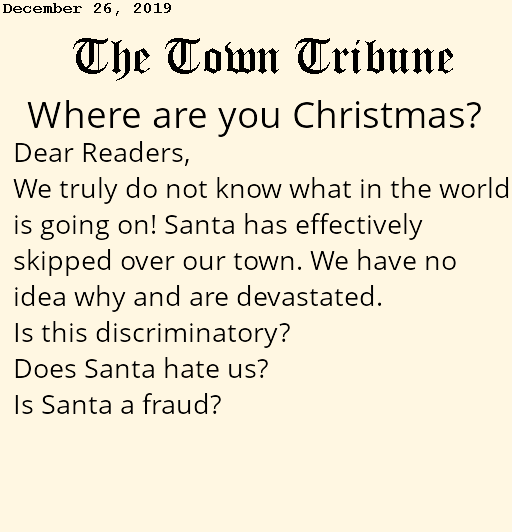 December 26, 2019
The Town Tribune
Where are you Christmas?
Dear Readers,
We truly do not know what in the world
is going on! Santa has effectively
skipped over our town. We have no
idea why and are devastated.
Is this discriminatory?
Does Santa hate us?
Is Santa a fraud?